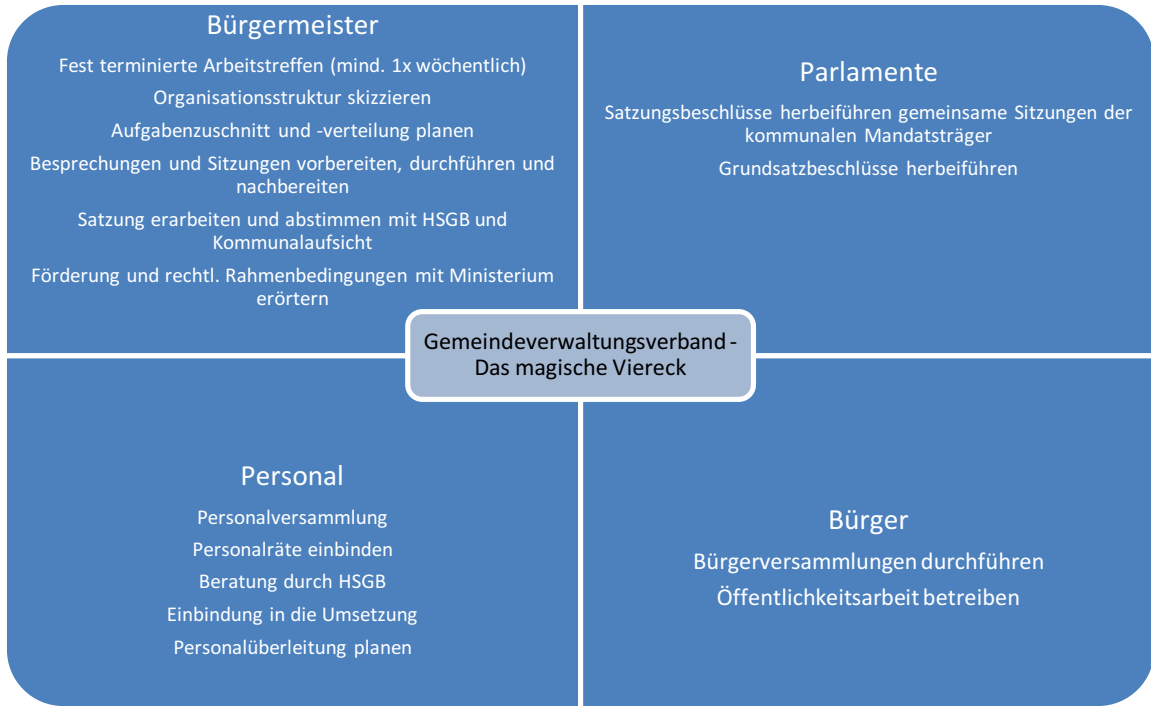 Bürgermeister
Fest terminierte Arbeitstreffen (mind. 1x wöchentlich)
Organisationsstruktur skizzieren
Aufgabenzuschnitt und -verteilung planen
Besprechungen und Sitzungen vorbereiten, durchführen und
nachbereiten
Satzung erarbeiten und abstimmen mit HSGB und
Kommunalaufsicht
Förderung und rechtl. Rahmenbedingungen mit Ministerium
erörtern
Parlamente
Satzungsbeschlüsse herbeiführen gemeinsame Sitzungen der
kommunalen Mandatsträger
Grundsatzbeschlüsse herbeiführen
Gemeindeverwaltungsverband -
Das magische Viereck
Personal
Personalversammlung
Personalräte einbinden
Beratung durch HSGB
Einbindung in die Umsetzung
Personalüberleitung planen
Bürger
Bürgerversammlungen durchführen
Öffentlichkeitsarbeit betreiben